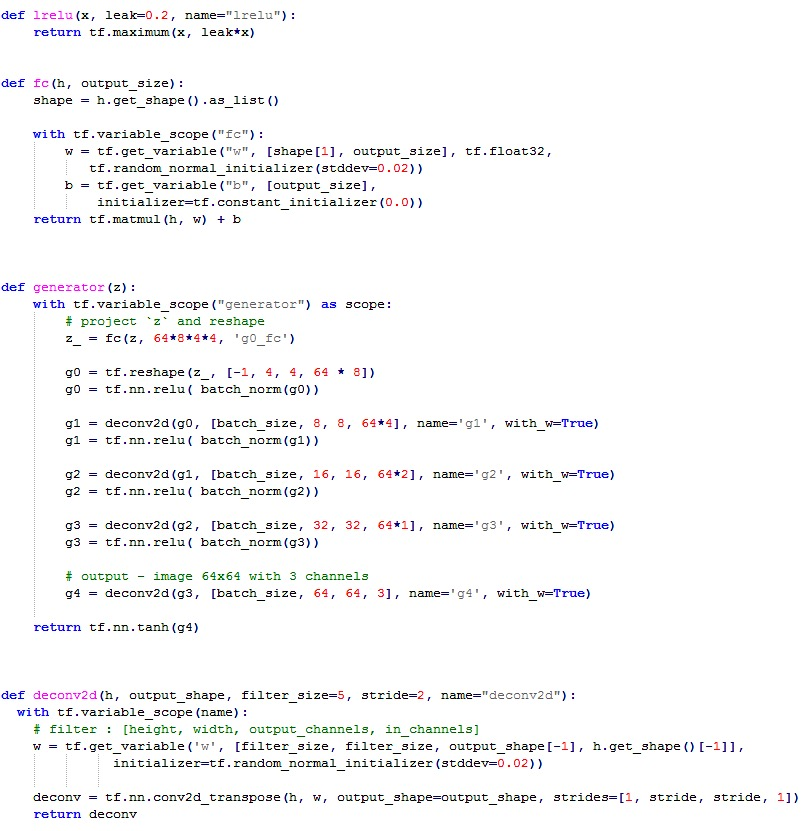 def lrelu(x, leak=0.2, name="lrelu"):
    return tf.maximum(x, leak*x)
def fc(h, output_size):
    shape = h.get_shape().as_list()
    with tf.variable_scope("fc"):
        w = tf.get_variable("w", [shape[1], output_size], tf.float32,
           tf.random_normal_initializer(stddev=0.02))
        b = tf.get_variable("b", [output_size],
            initializer=tf.constant_initializer(0.0))
    return tf.matmul(h, w) + b
def generator(z):
    with tf.variable_scope("generator") as scope:
        # project `z` and reshape
        z_ = fc(z, 64*8*4*4, 'g0_fc')
        g0 = tf.reshape(z_, [-1, 4, 4, 64 * 8])
        g0 = tf.nn.relu( batch_norm(g0))
        g1 = deconv2d(g0, [batch_size, 8, 8, 64*4], name='g1', with_w=True)
        g1 = tf.nn.relu( batch_norm(g1))
        g2 = deconv2d(g1, [batch_size, 16, 16, 64*2], name='g2', with_w=True)
        g2 = tf.nn.relu( batch_norm(g2))
        g3 = deconv2d(g2, [batch_size, 32, 32, 64*1], name='g3', with_w=True)
        g3 = tf.nn.relu( batch_norm(g3))
        # output - image 64x64 with 3 channels
        g4 = deconv2d(g3, [batch_size, 64, 64, 3], name='g4', with_w=True)
    return tf.nn.tanh(g4)
def deconv2d(h, output_shape, filter_size=5, stride=2, name="deconv2d"):
  with tf.variable_scope(name):
    # filter : [height, width, output_channels, in_channels]
    w = tf.get_variable('w', [filter_size, filter_size, output_shape[-1], h.get_shape()[-1]],
              initializer=tf.random_normal_initializer(stddev=0.02))
    deconv = tf.nn.conv2d_transpose(h, w, output_shape=output_shape, strides=[1, stride, stride, 1])
    return deconv